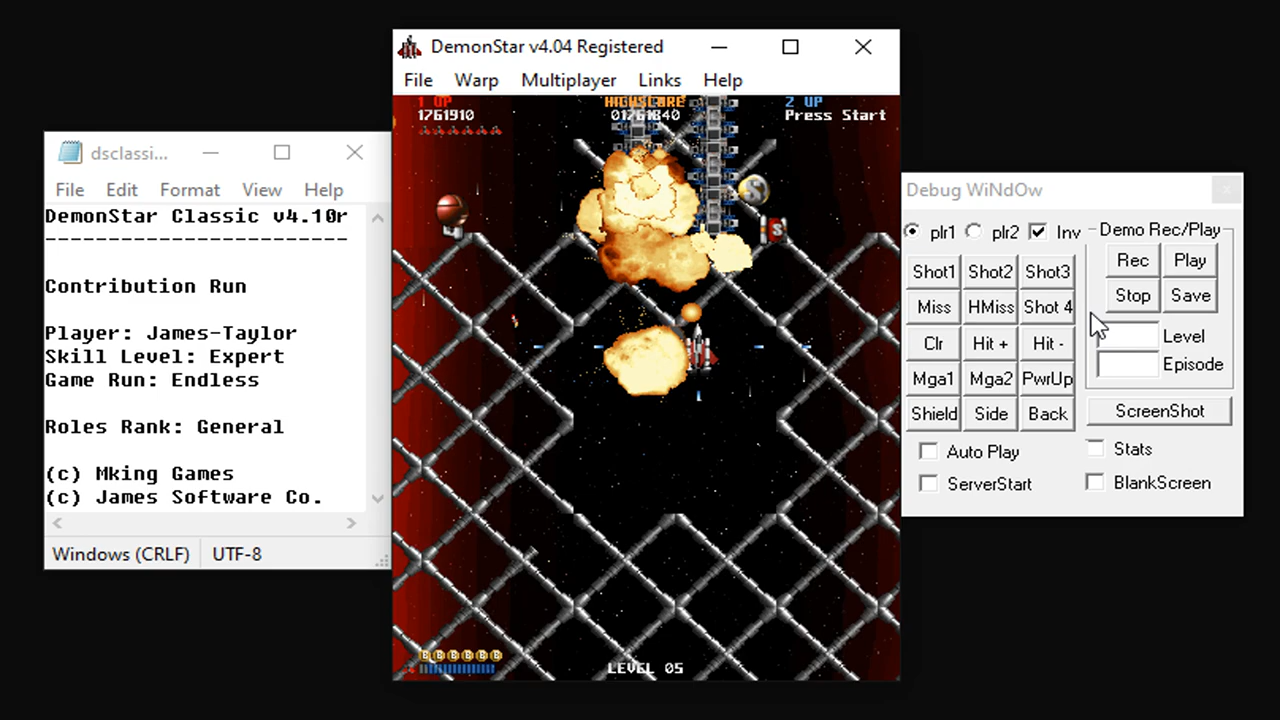 dsclassi...
File Edit Format View Help
DemonStar Classic v4.10r
-------------------------
Contribution Run
Player: James-Taylor
Skill Level: Expert
Game Run: Endless
Roles Rank: General
(c) Mking Games
(c) James Software Co.
Windows (CRLF) UTF-8
DemonStar v4.04 Registered
File Warp Multiplayer Links Help
1 UP HIGHSCORE 2 UP
1761910 Press Start
S
S
B B B B B B
LEVEL 05
Debug WiNdOw
plr1 plr2 Inv
Shot1 Shot2 Shot3
Miss HMiss Shot 4
Clr Hit + Hit -
Mga1 Mga2 PwrUp
Shield Side Back
Auto Play
ServerStart
Demo Rec/Play
Rec Play
Stop Save
Level
Episode
ScreenShot
Stats
BlankScreen